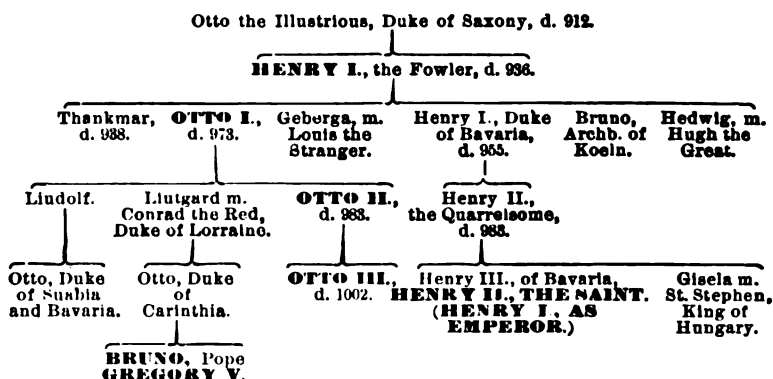 Otto the Illustrious, Duke of Saxony, d. 912.
HENRY I., the Fowler, d. 936.
Thankmar, d. 938.
OTTO I., d. 973.
Geberga, m. Louis the Stranger.
Henry I., Duke of Bavaria, d. 955.
Bruno, Archb. of Koeln.
Hedwig, m. Hugh the Great.
Liudolf.
Liutgard m. Conrad the Red, Duke of Lorraine.
OTTO II., d. 983.
Henry II., the Quarrelsome, d. 988.
Otto, Duke of Suabia and Bavaria.
Otto, Duke of Carinthia.
OTTO III., d. 1002.
Henry III., of Bavaria, HENRY II., THE SAINT. (HENRY I., AS EMPEROR.)
Gisela m. St. Stephen, King of Hungary.
BRUNO, Pope GREGORY V.